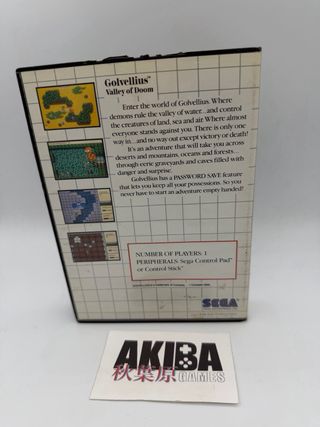 Golvellius™
Valley of Doom
Enter the world of Golvellius. Where
demons rule the valley of water...and control
the creatures of land, sea and air. Where almost
everyone stands against you. There is only one
way in...and no way out except victory or death!
It's an adventure that will take you across
deserts and mountains, oceans and forests...
through eerie graveyards and caves filled with
danger and surprise.
Golvellius has a PASSWORD SAVE feature
that lets you keep all your possessions. So you
never have to start an adventure empty handed!
NUMBER OF PLAYERS: 1
PERIPHERALS: Sega Control Pad™
or Control Stick™
SEGA
AKIBA
秋葉原 GAMES